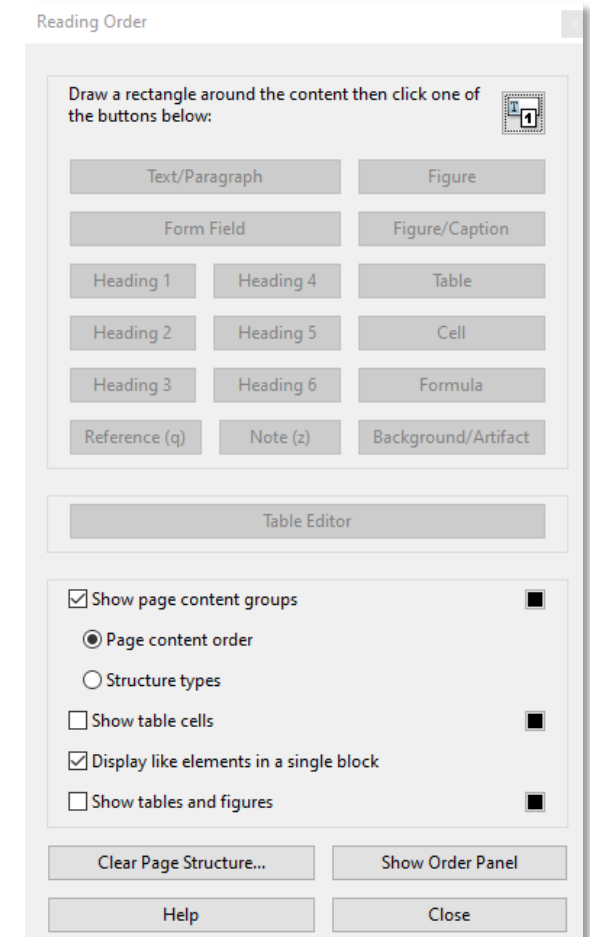 Reading Order
x
Draw a rectangle around the content then click one of
the buttons below:
T
1
Text/Paragraph Figure
Form Field Figure/Caption
Heading 1 Heading 4 Table
Heading 2 Heading 5 Cell
Heading 3 Heading 6 Formula
Reference (q) Note (z) Background/Artifact
Table Editor
Show page content groups
Page content order
Structure types
Show table cells
Display like elements in a single block
Show tables and figures
Clear Page Structure... Show Order Panel
Help Close